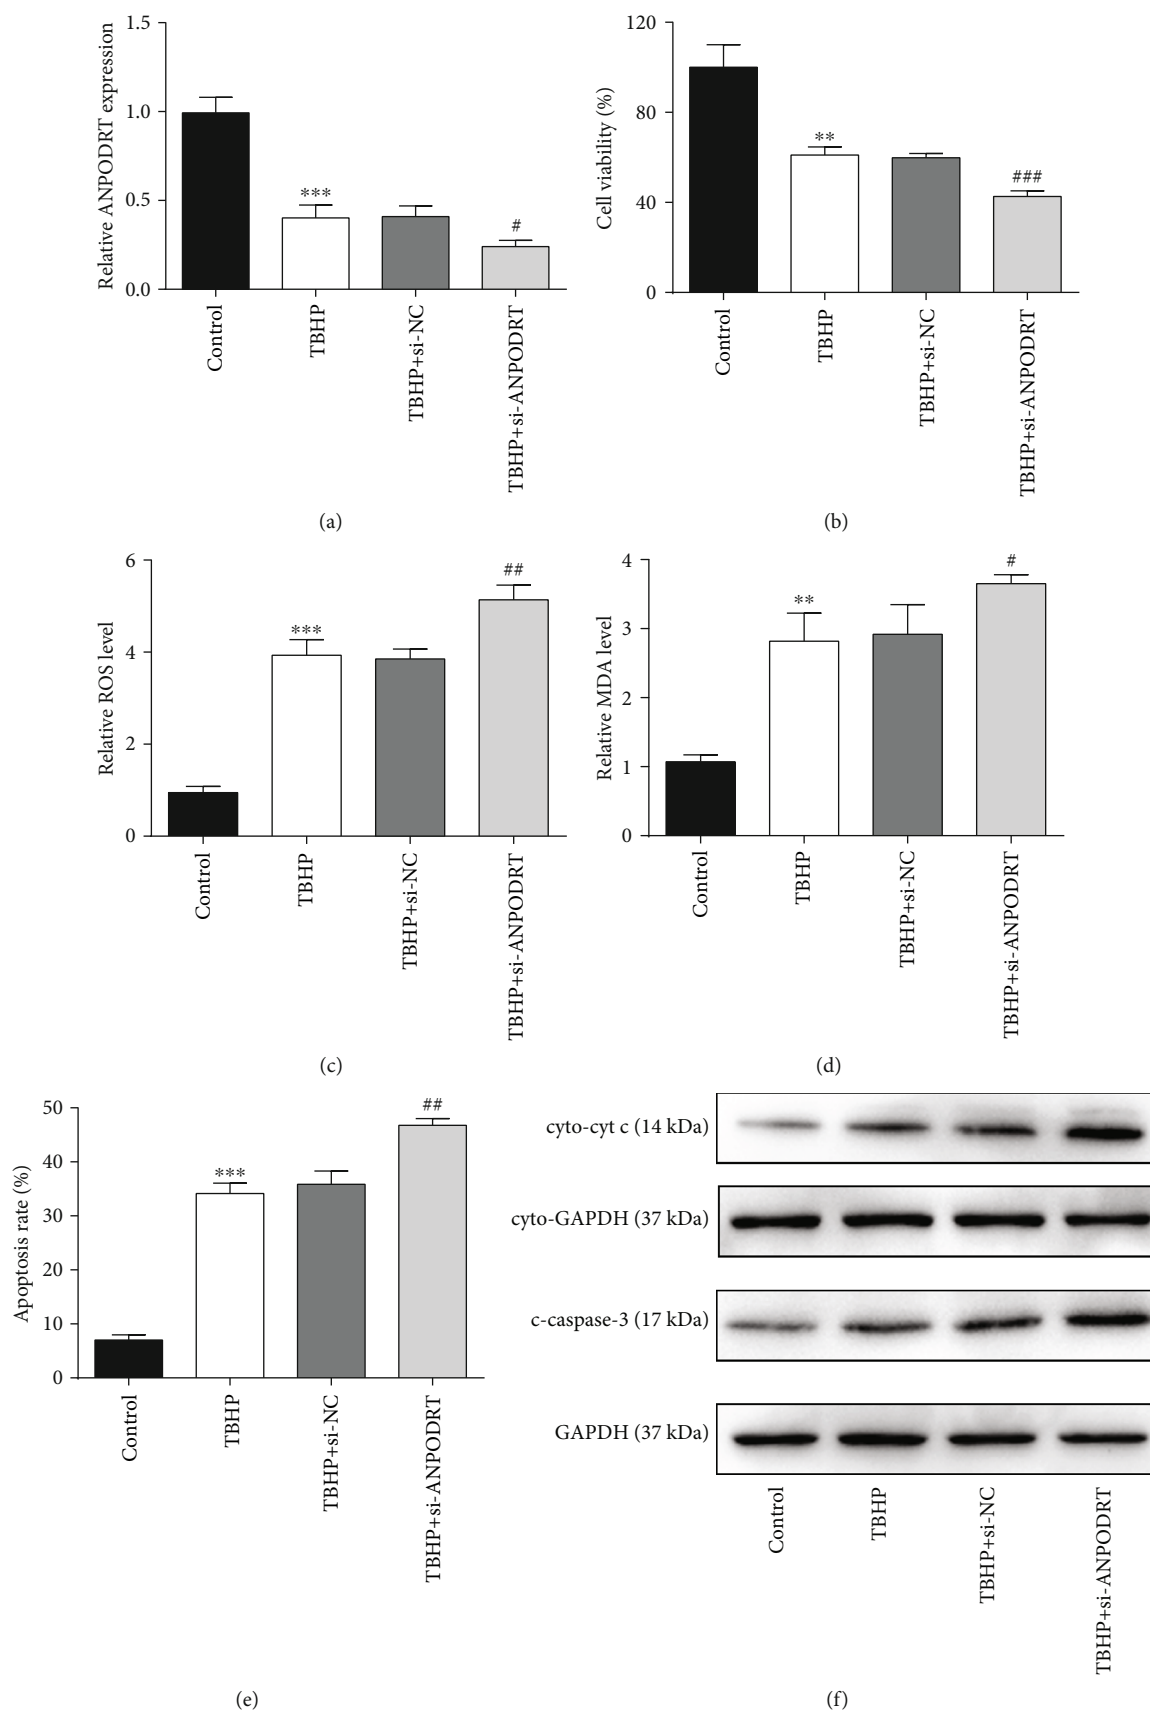 Relative ANPODRT expression
1.5
1.0
0.5
0.0
***
#
Control
TBHP
TBHP+si-NC
TBHP+si-ANPODRT
(a)
Cell viability (%)
120
80
40
0
**
###
Control
TBHP
TBHP+si-NC
TBHP+si-ANPODRT
(b)
Relative ROS level
6
4
2
0
***
##
Control
TBHP
TBHP+si-NC
TBHP+si-ANPODRT
(c)
Relative MDA level
4
3
2
1
0
**
#
Control
TBHP
TBHP+si-NC
TBHP+si-ANPODRT
(d)
Apoptosis rate (%)
50
40
30
20
10
0
***
##
Control
TBHP
TBHP+si-NC
TBHP+si-ANPODRT
(e)
cyto-cyt c (14 kDa)
cyto-GAPDH (37 kDa)
c-caspase-3 (17 kDa)
GAPDH (37 kDa)
Control
TBHP
TBHP+si-NC
TBHP+si-ANPODRT
(f)